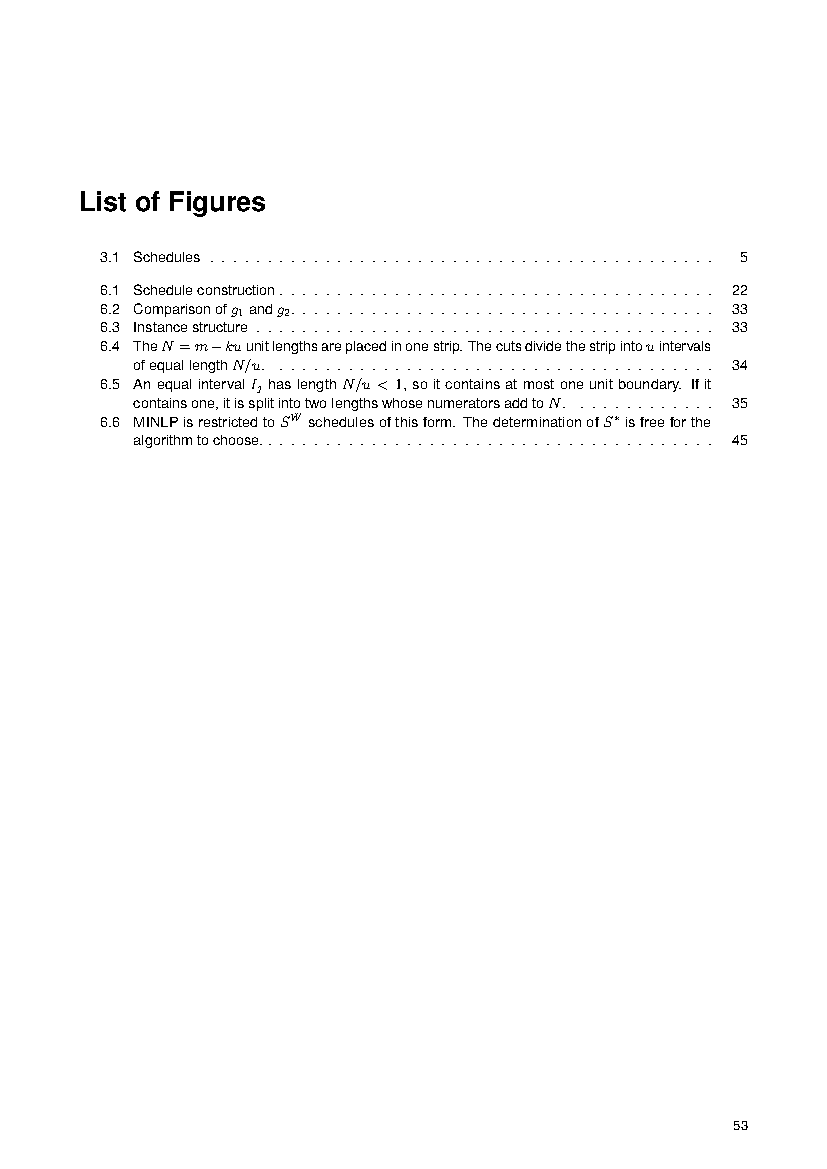 List of Figures
3.1 Schedules . . . . . . . . . . . . . . . . . . . . . . . . . . . . . . . . . . . . . . . . . . . . 5
6.1 Schedule construction . . . . . . . . . . . . . . . . . . . . . . . . . . . . . . . . . . . . . . 22
6.2 Comparison of g₁ and g₂. . . . . . . . . . . . . . . . . . . . . . . . . . . . . . . . . . . . . 33
6.3 Instance structure . . . . . . . . . . . . . . . . . . . . . . . . . . . . . . . . . . . . . . . . 33
6.4 The N = m − ku unit lengths are placed in one strip. The cuts divide the strip into u intervals
of equal length N/u. . . . . . . . . . . . . . . . . . . . . . . . . . . . . . . . . . . . . . . 34
6.5 An equal interval Iⱼ has length N/u < 1, so it contains at most one unit boundary. If it
contains one, it is split into two lengths whose numerators add to N. . . . . . . . . . . . . 35
6.6 MINLP is restricted to Sᵂ schedules of this form. The determination of S* is free for the
algorithm to choose. . . . . . . . . . . . . . . . . . . . . . . . . . . . . . . . . . . . . . . . 45
53